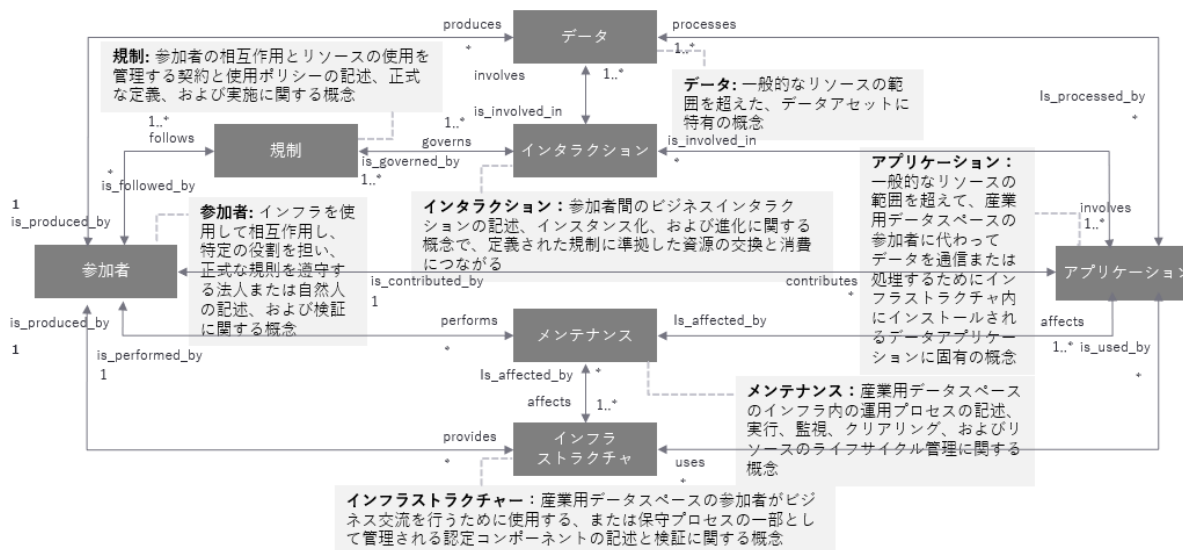 produces
データ
processes
*
1..*
規制: 参加者の相互作用とリソースの使用を
管理する契約と使用ポリシーの記述、正式
な定義、および実施に関する概念
involves
1..*
データ: 一般的なリソースの範
囲を超えた、データアセットに
特有の概念
Is_processed_by
*
is_involved_in
1..*
1..*
follows
規制
governs
is_governed_by
1..*
インタラクション
is_involved_in
*
*
is_followed_by
1
is_produced_by
参加者: インフラを使
用して相互作用し、
特定の役割を担い、
正式な規則を遵守す
る法人または自然人
の記述、および検証
に関する概念
インタラクション：参加者間のビジネスインタラク
ションの記述、インスタンス化、および進化に関する
概念で、定義された規制に準拠した資源の交換と消費
につながる
アプリケーション：
一般的なリソースの
範囲を超えて、産業
用データスペースの
参加者に代わって
データを通信または
処理するためにイン
フラストラクチャ内
にインストールされ
るデータアプリケー
ションに固有の概念
involves
1..*
参加者
is_contributed_by
1
contributes
*
アプリケーション
is_produced_by
1
is_performed_by
1
performs
*
メンテナンス
Is_affected_by
*
affects
1..*
is_used_by
*
Is_affected_by
affects
1..*
メンテナンス：産業用データスペース
のインフラ内の運用プロセスの記述、
実行、監視、クリアリング、およびリ
ソースのライフサイクル管理に関する
概念
provides
*
インフラ
ストラクチャ
uses
*
インフラストラクチャー：産業用データスペースの参加者がビジ
ネス交流を行うために使用する、または保守プロセスの一部とし
て管理される認定コンポーネントの記述と検証に関する概念